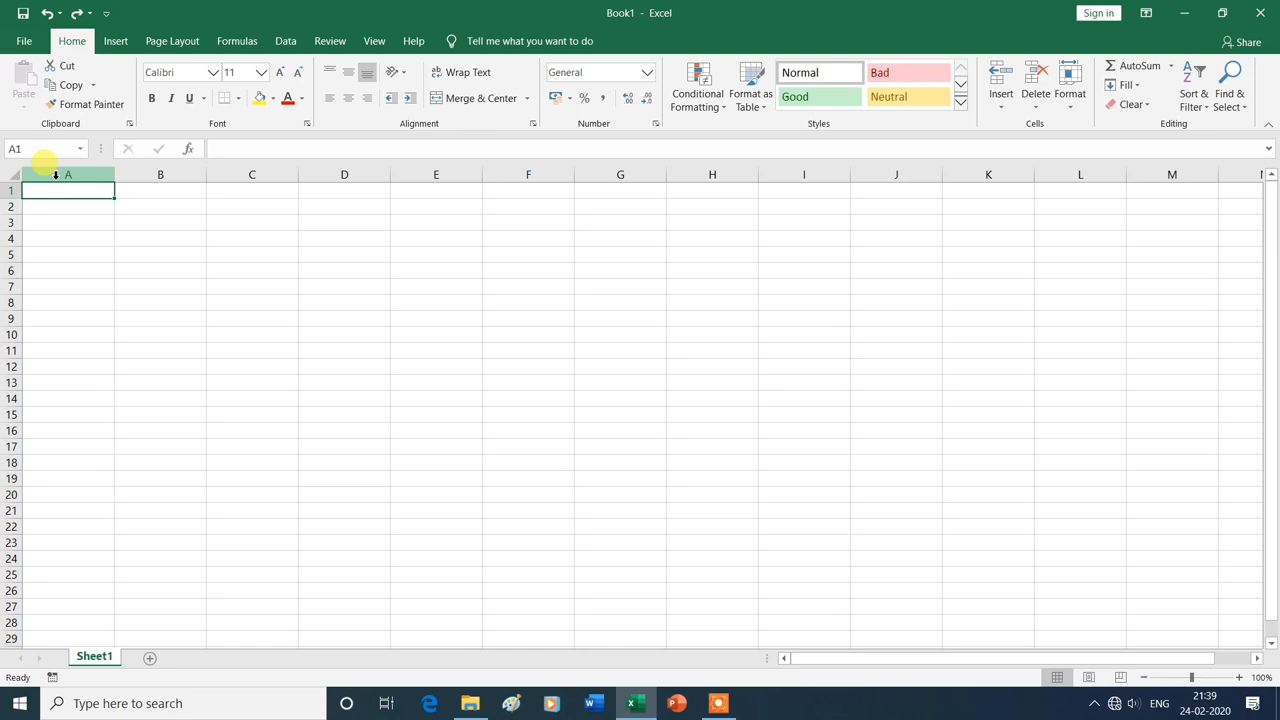 Book1 - Excel
Sign in
File Home Insert Page Layout Formulas Data Review View Help Tell me what you want to do Share
Paste
Cut
Copy
Format Painter
Clipboard
Calibri 11
B I U
Font
Wrap Text
Merge & Center
Alignment
General
Number
Conditional Formatting
Format as Table
Normal Bad
Good Neutral
Styles
Insert Delete Format
Cells
AutoSum
Fill
Clear
Sort & Filter
Find & Select
Editing
A1 fx
A B C D E F G H I J K L M
1
2
3
4
5
6
7
8
9
10
11
12
13
14
15
16
17
18
19
20
21
22
23
24
25
26
27
28
29
Sheet1
Ready 100%
Type here to search
ENG
21:39
24-02-2020